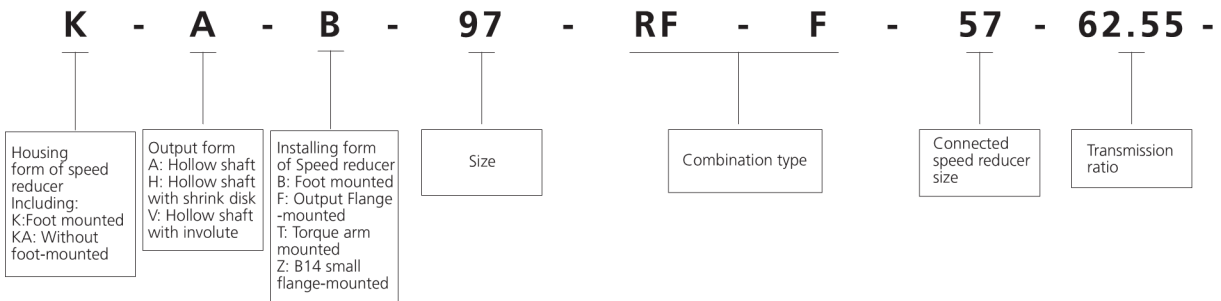 K - A - B - 97 - RF - F - 57 - 62.55 -
Housing
form of speed
reducer
Including:
K:Foot mounted
KA: Without
foot-mounted
Output form
A: Hollow shaft
H: Hollow shaft
with shrink disk
V: Hollow shaft
with involute
Installing form
of Speed reducer
B: Foot mounted
F: Output Flange
-mounted
T: Torque arm
mounted
Z: B14 small
flange-mounted
Size
Combination type
Connected
speed reducer
size
Transmission
ratio